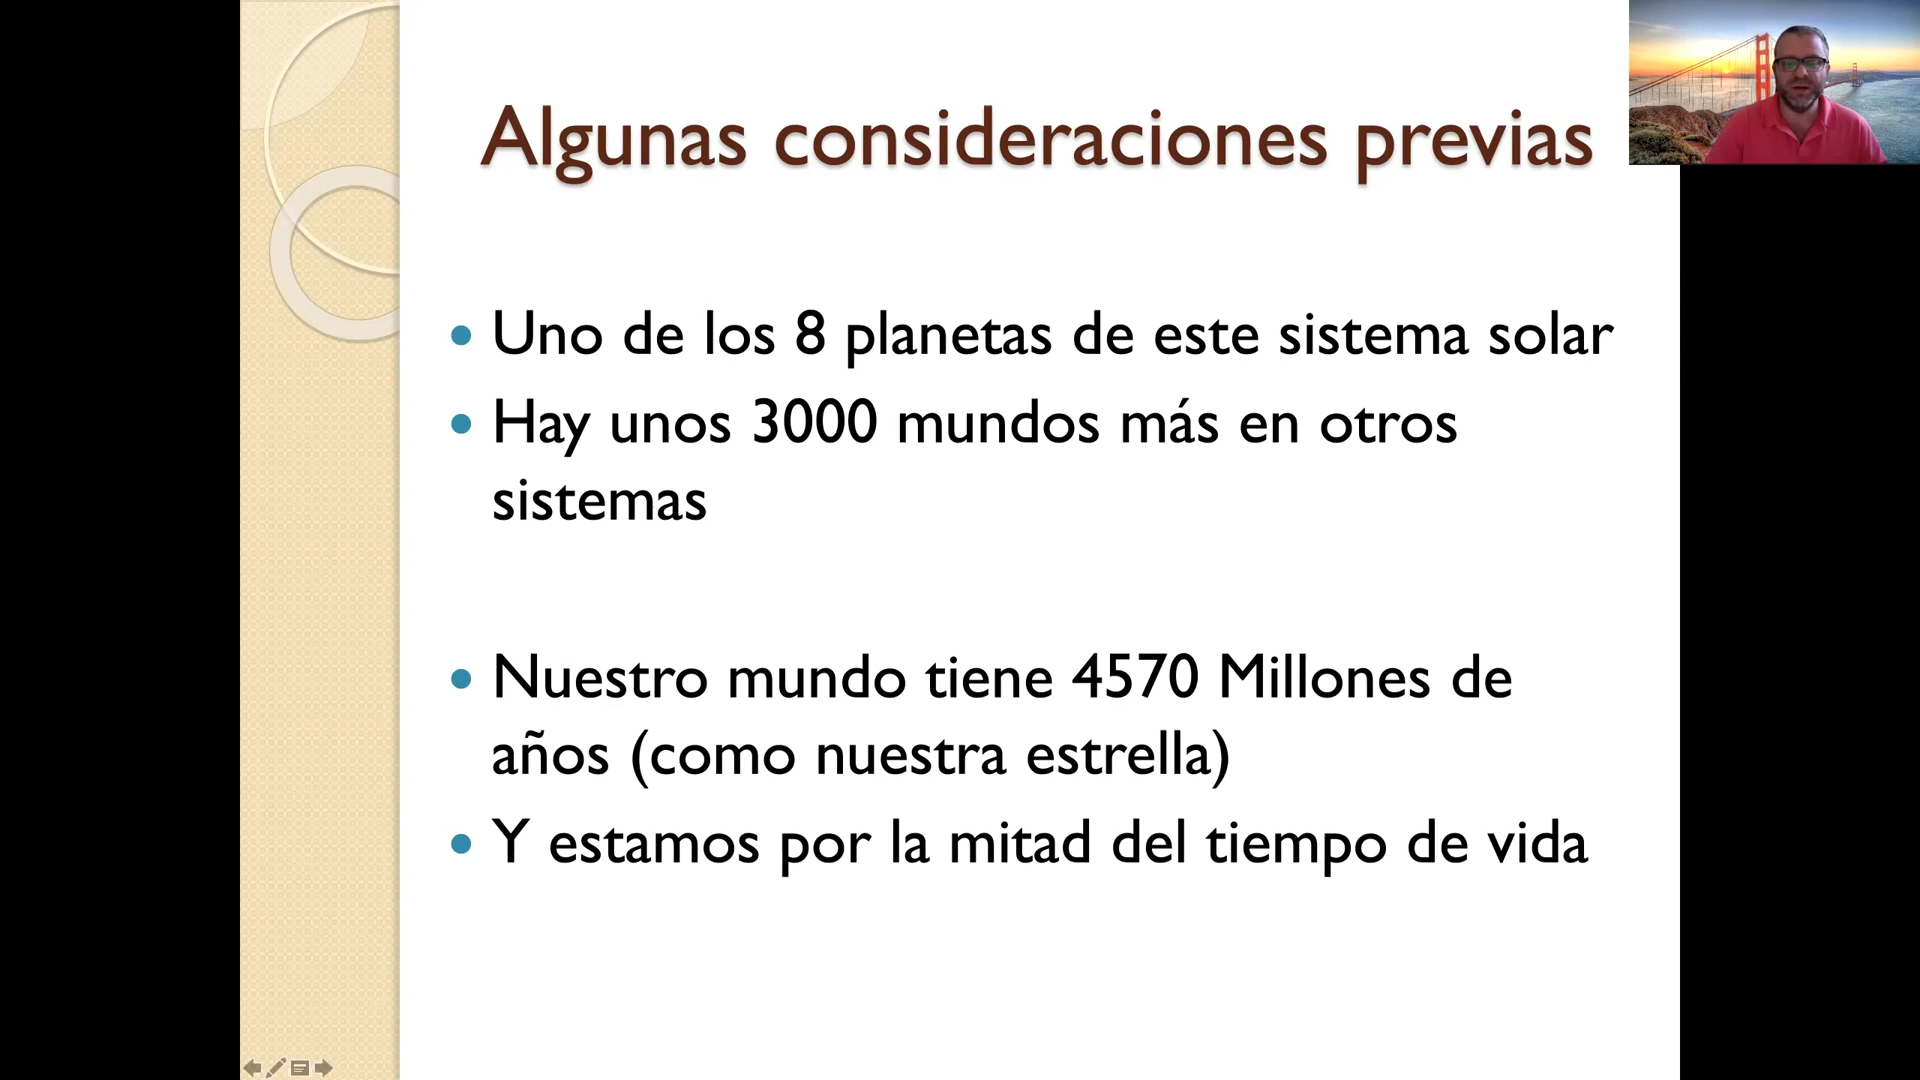 Algunas consideraciones previas
• Uno de los 8 planetas de este sistema solar
• Hay unos 3000 mundos más en otros
sistemas
• Nuestro mundo tiene 4570 Millones de
años (como nuestra estrella)
• Y estamos por la mitad del tiempo de vida